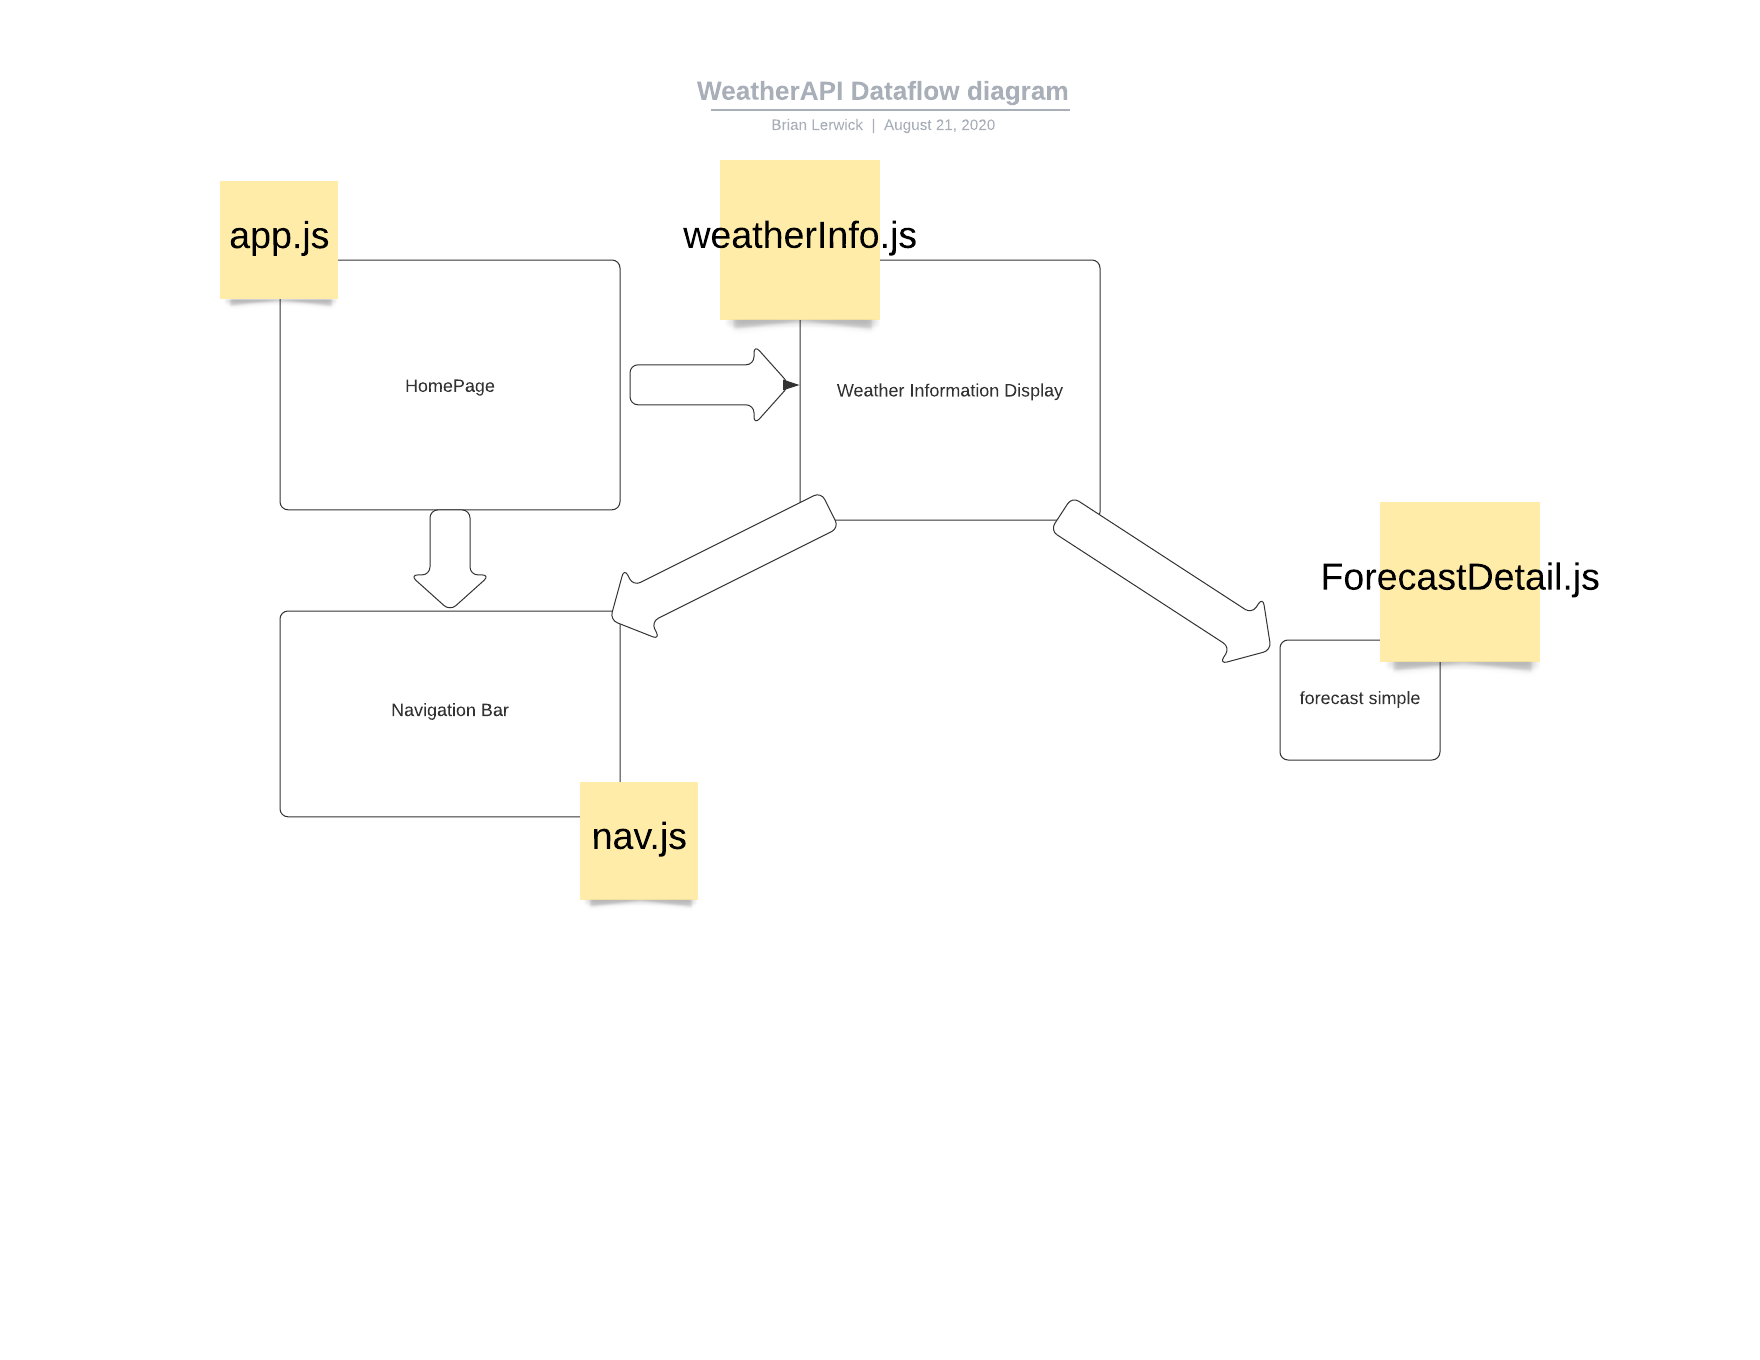 WeatherAPI Dataflow diagram
Brian Lerwick | August 21, 2020
app.js
weatherInfo.js
HomePage
Weather Information Display
ForecastDetail.js
forecast simple
Navigation Bar
nav.js